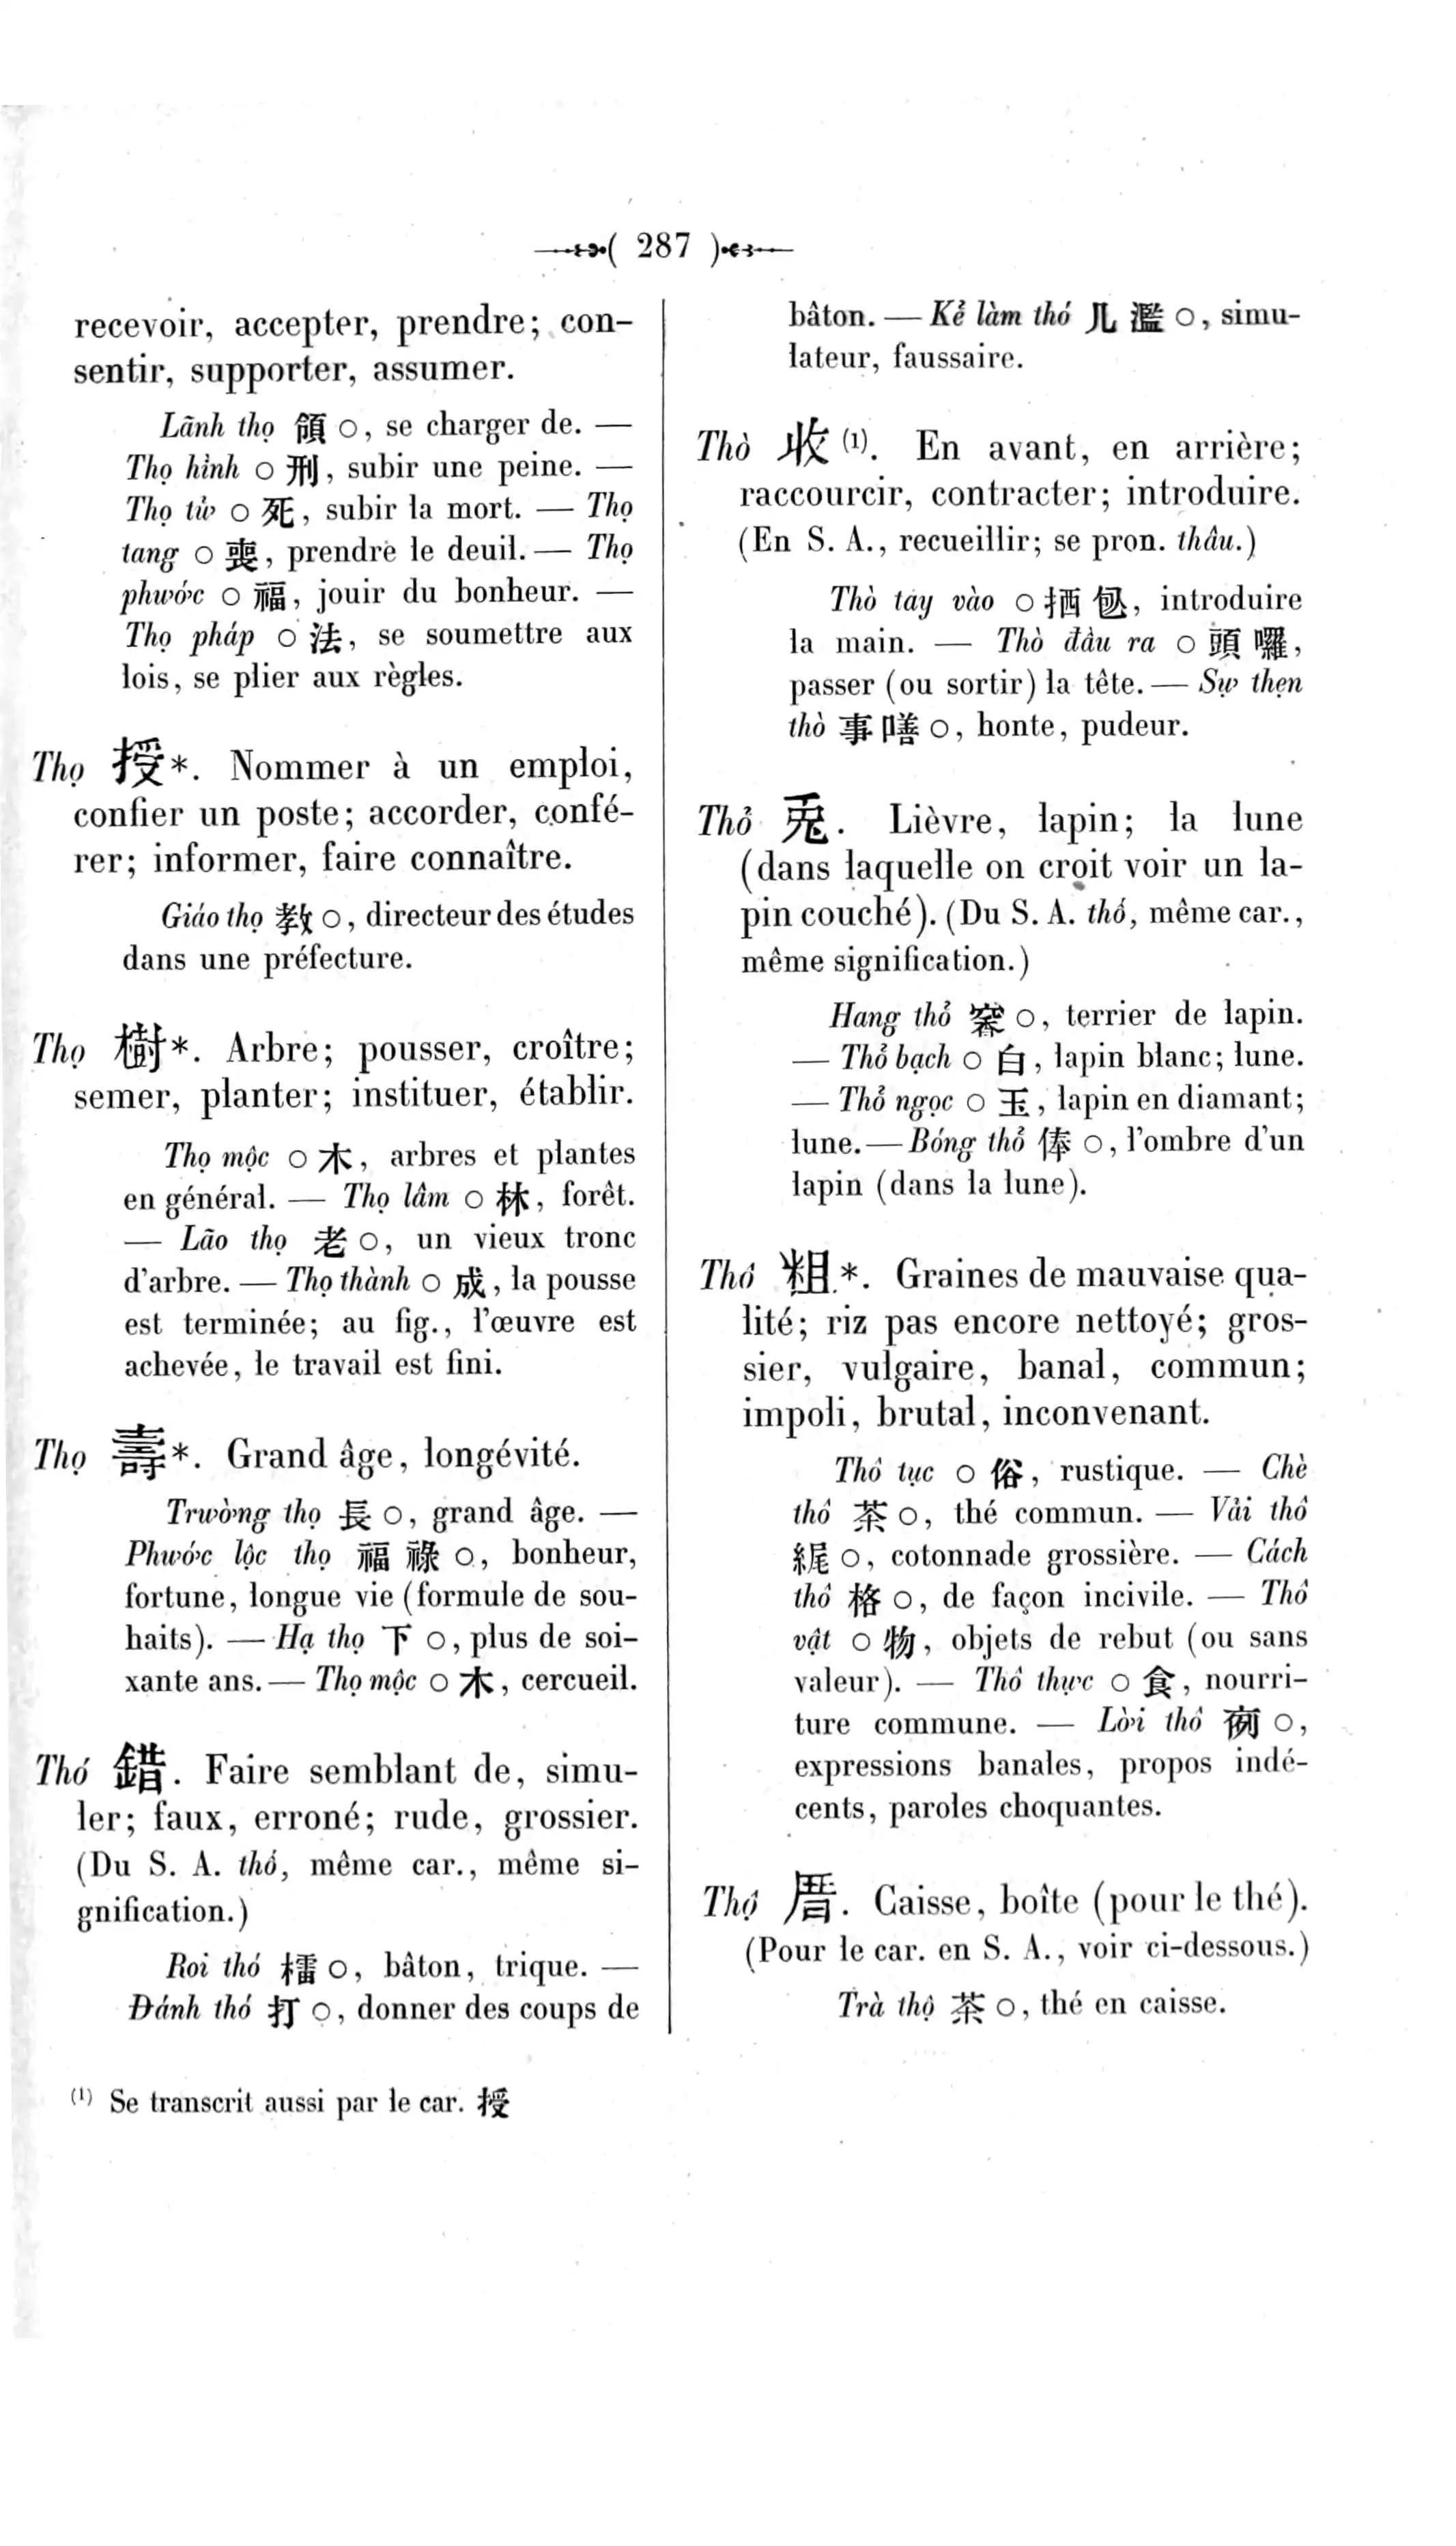 ( 287 )
recevoir, accepter, prendre; con-
sentir, supporter, assumer.
Lãnh thọ 領 ○, se charger de. —
Thọ hình ○ 刑, subir une peine. —
Thọ tử ○ 死, subir la mort. — Thọ
tang ○ 喪, prendre le deuil. — Thọ
phước ○ 福, jouir du bonheur. —
Thọ pháp ○ 法, se soumettre aux
lois, se plier aux règles.
Thọ 授*. Nommer à un emploi,
confier un poste; accorder, confé-
rer; informer, faire connaître.
Giáo thọ 教 ○, directeur des études
dans une préfecture.
Thọ 樹*. Arbre; pousser, croître;
semer, planter; instituer, établir.
Thọ mộc ○ 木, arbres et plantes
en général. — Thọ lâm ○ 林, forêt.
— Lão thọ 老 ○, un vieux tronc
d'arbre. — Thọ thành ○ 成, la pousse
est terminée; au fig., l'œuvre est
achevée, le travail est fini.
Thọ 壽*. Grand âge, longévité.
Trường thọ 長 ○, grand âge. —
Phước lộc thọ 福 祿 ○, bonheur,
fortune, longue vie (formule de sou-
haits). — Hạ thọ 下 ○, plus de soi-
xante ans. — Thọ mộc ○ 木, cercueil.
Thó 錯. Faire semblant de, simu-
ler; faux, erroné; rude, grossier.
(Du S. A. thố, même car., même si-
gnification.)
Roi thó 檑 ○, bâton, trique. —
Đánh thó 打 ○, donner des coups de
(1) Se transcrit aussi par le car. 授
bâton. — Kẻ làm thó 几 濫 ○, simu-
lateur, faussaire.
Thò 收 (1). En avant, en arrière;
raccourcir, contracter; introduire.
(En S. A., recueillir; se pron. thâu.)
Thò tay vào ○ 拪, introduire
la main. — Thò đầu ra ○ 頭 囉,
passer (ou sortir) la tête. — Sự thẹn
thò 事 嗜 ○, honte, pudeur.
Thỏ 兎. Lièvre, lapin; la lune
(dans laquelle on croit voir un la-
pin couché). (Du S. A. thố, même car.,
même signification.)
Hang thỏ ○, terrier de lapin.
— Thỏ bạch ○ 白, lapin blanc; lune.
— Thỏ ngọc ○ 玉, lapin en diamant;
lune. — Bóng thỏ 俸 ○, l'ombre d'un
lapin (dans la lune).
Thô 粗*. Graines de mauvaise qua-
lité; riz pas encore nettoyé; gros-
sier, vulgaire, banal, commun;
impoli, brutal, inconvenant.
Thô tục ○ 俗, rustique. — Chè
thô 茶 ○, thé commun. — Vải thô
○, cotonnade grossière. — Cách
thô 格 ○, de façon incivile. — Thô
vật ○ 物, objets de rebut (ou sans
valeur). — Thô thực ○ 食, nourri-
ture commune. — Lời thô ○,
expressions banales, propos indé-
cents, paroles choquantes.
Thộ 厝. Caisse, boîte (pour le thé).
(Pour le car. en S. A., voir ci-dessous.)
Trà thộ 茶 ○, thé en caisse.